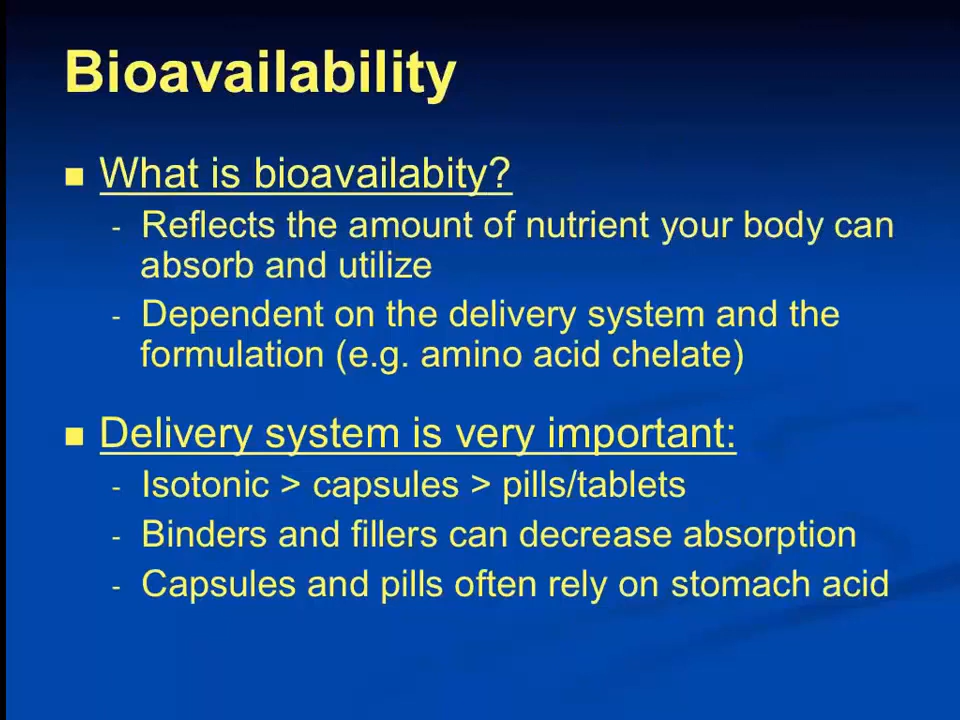 Bioavailability
■ What is bioavailabity?
- Reflects the amount of nutrient your body can
absorb and utilize
- Dependent on the delivery system and the
formulation (e.g. amino acid chelate)
■ Delivery system is very important:
- Isotonic > capsules > pills/tablets
- Binders and fillers can decrease absorption
- Capsules and pills often rely on stomach acid